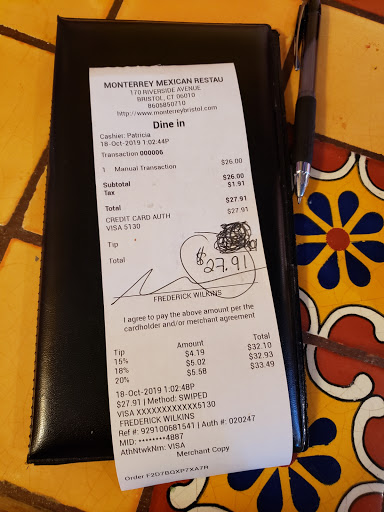 MONTERREY MEXICAN RESTAU
170 RIVERSIDE AVENUE
BRISTOL, CT 06010
8605850710
http://www.monterreybristol.com
Dine in
Cashier: Patricia
18-Oct-2019 1:02:44P
Transaction 000006
1 Manual Transaction $26.00
Subtotal $26.00
Tax $1.91
Total $27.91
CREDIT CARD AUTH $27.91
VISA 5130
Tip
Total $27.91
FREDERICK WILKINS
I agree to pay the above amount per the
cardholder and/or merchant agreement
Tip Amount Total
15% $4.19 $32.10
18% $5.02 $32.93
20% $5.58 $33.49
18-Oct-2019 1:02:48P
$27.91 | Method: SWIPED
VISA XXXXXXXXXXXX5130
FREDERICK WILKINS
Ref #: 929100681541 | Auth #: 020247
MID: ********4887
AthNtwkNm: VISA
Merchant Copy
Order F2G7BGXP7XA7H